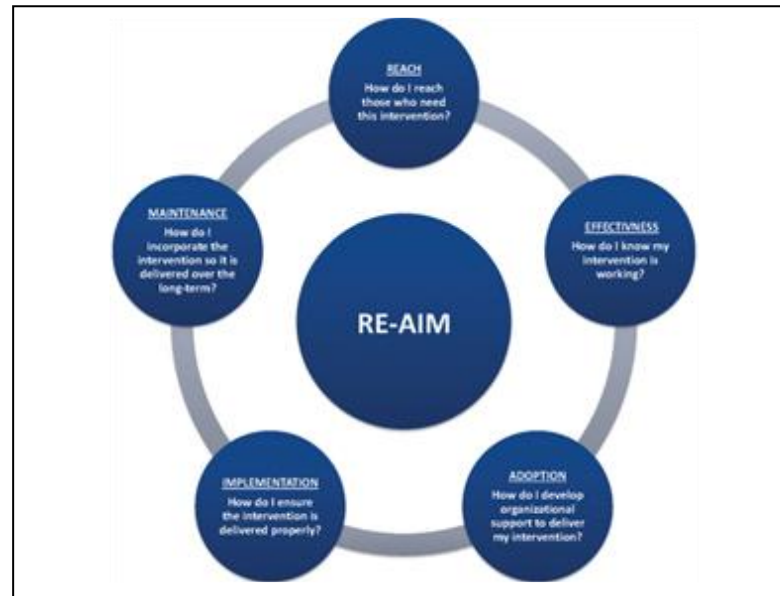 REACH
How do I reach
those who need
this intervention?
EFFECTIVNESS
How do I know my
intervention is
working?
ADOPTION
How do I develop
organizational
support to deliver
my intervention?
IMPLEMENTATION
How do I ensure
the intervention is
delivered properly?
MAINTENANCE
How do I
incorporate the
intervention so it is
delivered over the
long-term?
RE-AIM